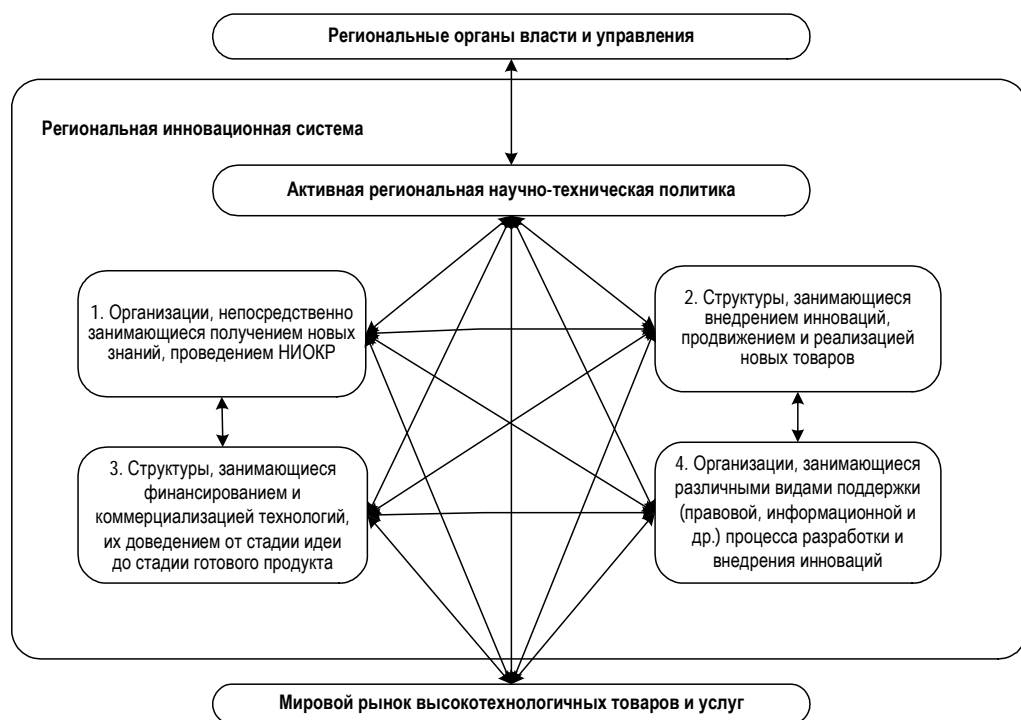 Региональные органы власти и управления
Региональная инновационная система
Активная региональная научно-техническая политика
1. Организации, непосредственно
занимающиеся получением новых
знаний, проведением НИОКР
2. Структуры, занимающиеся
внедрением инноваций,
продвижением и реализацией
новых товаров
3. Структуры, занимающиеся
финансированием и
коммерциализацией технологий,
их доведением от стадии идеи
до стадии готового продукта
4. Организации, занимающиеся
различными видами поддержки
(правовой, информационной и
др.) процесса разработки и
внедрения инноваций
Мировой рынок высокотехнологичных товаров и услуг